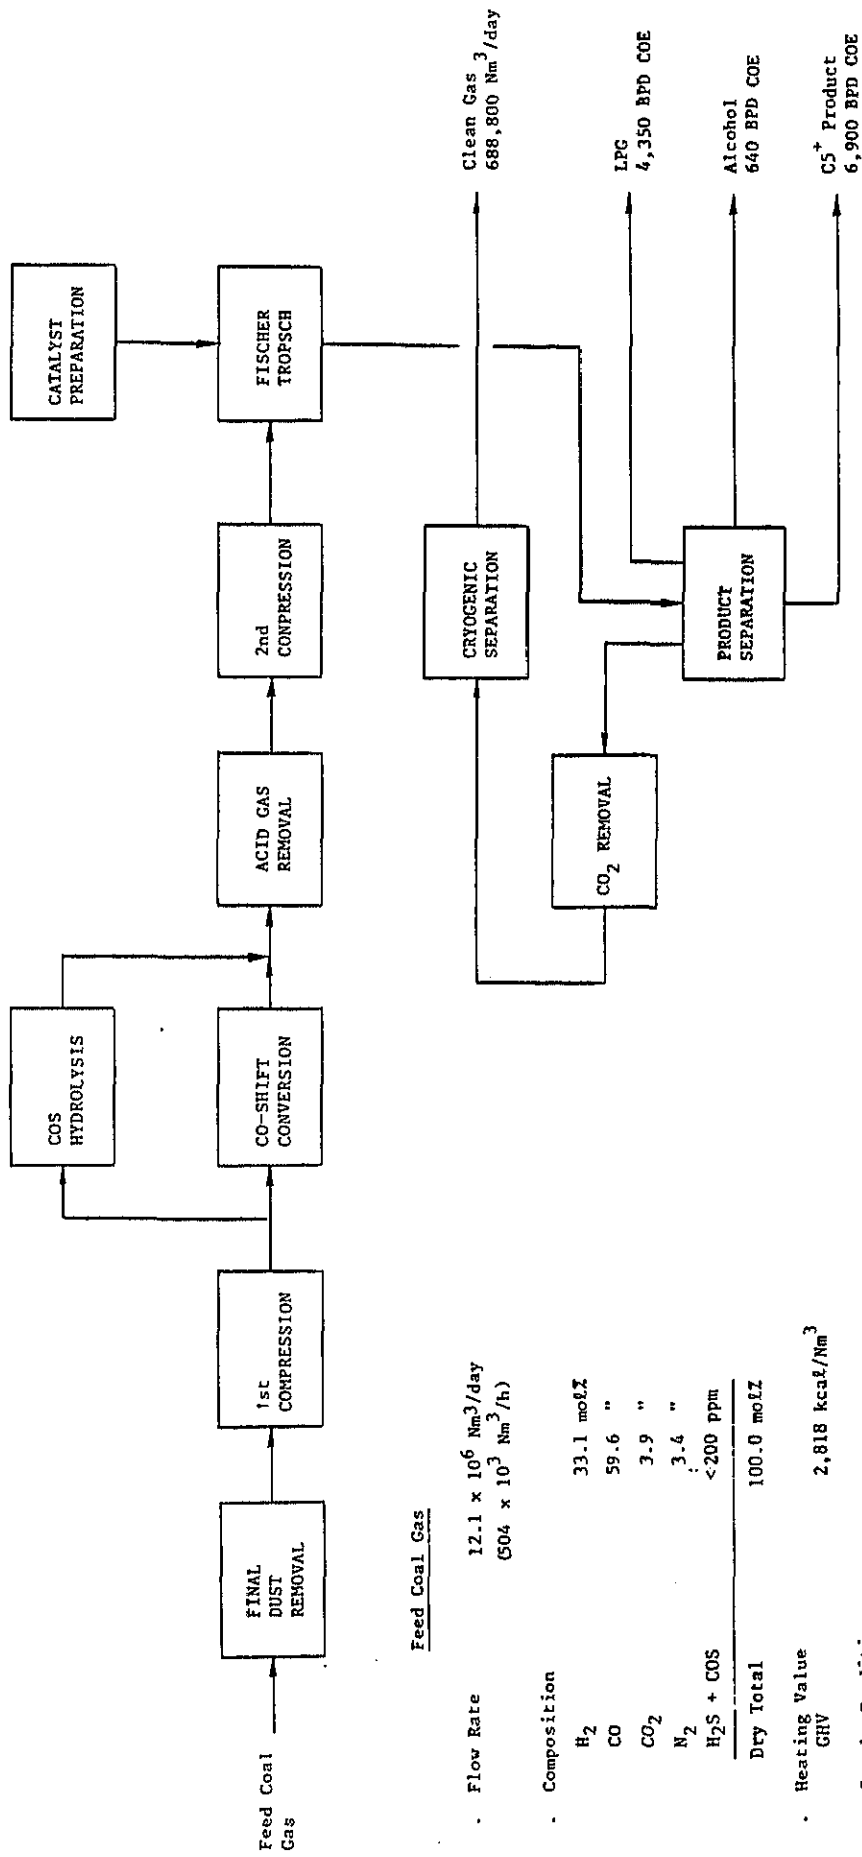 CATALYST
PREPARATION
COS
HYDROLYSIS
Feed Coal
Gas
FINAL
DUST
REMOVAL
1st
COMPRESSION
CO-SHIFT
CONVERSION
ACID GAS
REMOVAL
2nd
CONPRESSION
FISCHER
TROPSCH
CRYOGENIC
SEPARATION
CO2 REMOVAL
PRODUCT
SEPARATION
Clean Gas
688,800 Nm3/day
LPG
4,350 BPD COE
Alcohol
640 BPD COE
C5+ Product
6,900 BPD COE
Feed Coal Gas
· Flow Rate 12.1 x 10^6 Nm3/day
(504 x 10^3 Nm3/h)
· Composition
H2 33.1 moℓ%
CO 59.6 "
CO2 3.9 "
N2 3.4 "
H2S + COS <200 ppm
Dry Total 100.0 moℓ%
· Heating Value
GHV 2,818 kcaℓ/Nm3